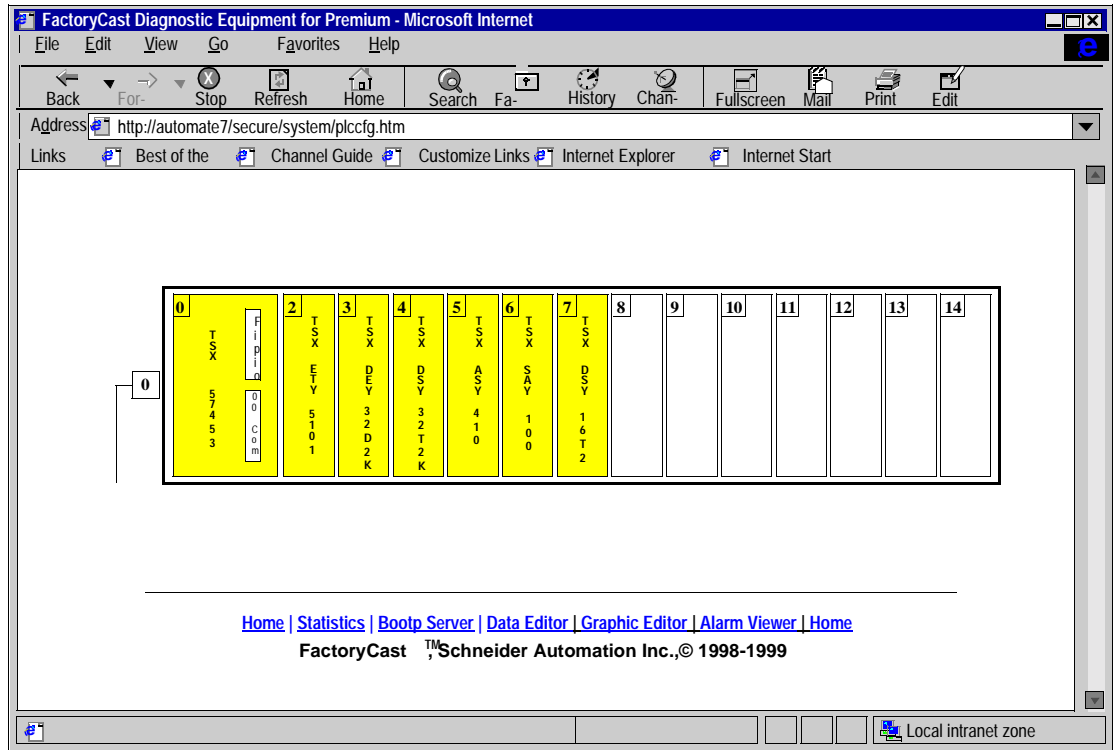 FactoryCast Diagnostic Equipment for Premium - Microsoft Internet
File Edit View Go Favorites Help
Back For- Stop Refresh Home Search Fa- History Chan- Fullscreen Mail Print Edit
Address http://automate7/secure/system/plccfg.htm
Links Best of the Channel Guide Customize Links Internet Explorer Internet Start
0 2 3 4 5 6 7 8 9 10 11 12 13 14
0
TSX 57453
Fipio
00 Com
TSX ETY 5101
TSX DEY 32D2K
TSX DSY 32T2K
TSX ASY 410
TSX SAY 100
TSX DSY 16T2
Home | Statistics | Bootp Server | Data Editor | Graphic Editor | Alarm Viewer | Home
FactoryCast ™, Schneider Automation Inc.,© 1998-1999
Local intranet zone